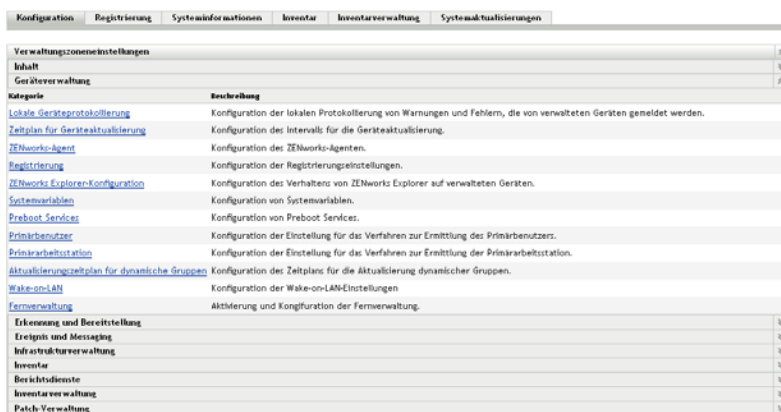 Konfiguration Registrierung Systeminformationen Inventar Inventarverwaltung Systemaktualisierungen
Verwaltungszoneneinstellungen
Inhalt
Geräteverwaltung
Kategorie Beschreibung
Lokale Geräteprotokollierung Konfiguration der lokalen Protokollierung von Warnungen und Fehlern, die von verwalteten Geräten gemeldet werden.
Zeitplan für Geräteaktualisierung Konfiguration des Intervalls für die Geräteaktualisierung.
ZENworks-Agent Konfiguration des ZENworks-Agenten.
Registrierung Konfiguration der Registrierungseinstellungen.
ZENworks Explorer-Konfiguration Konfiguration des Verhaltens von ZENworks Explorer auf verwalteten Geräten.
Systemvariablen Konfiguration von Systemvariablen.
Preboot Services Konfiguration von Preboot Services.
Primärbenutzer Konfiguration der Einstellung für das Verfahren zur Ermittlung des Primärbenutzers.
Primärarbeitsstation Konfiguration der Einstellung für das Verfahren zur Ermittlung der Primärarbeitsstation.
Aktualisierungszeitplan für dynamische Gruppen Konfiguration des Zeitplans für die Aktualisierung dynamischer Gruppen.
Wake-on-LAN Konfiguration der Wake-on-LAN-Einstellungen
Fernverwaltung Aktivierung und Kongifuration der Fernverwaltung.
Erkennung und Bereitstellung
Ereignis und Messaging
Infrastrukturverwaltung
Inventar
Berichtsdienste
Inventarverwaltung
Patch-Verwaltung